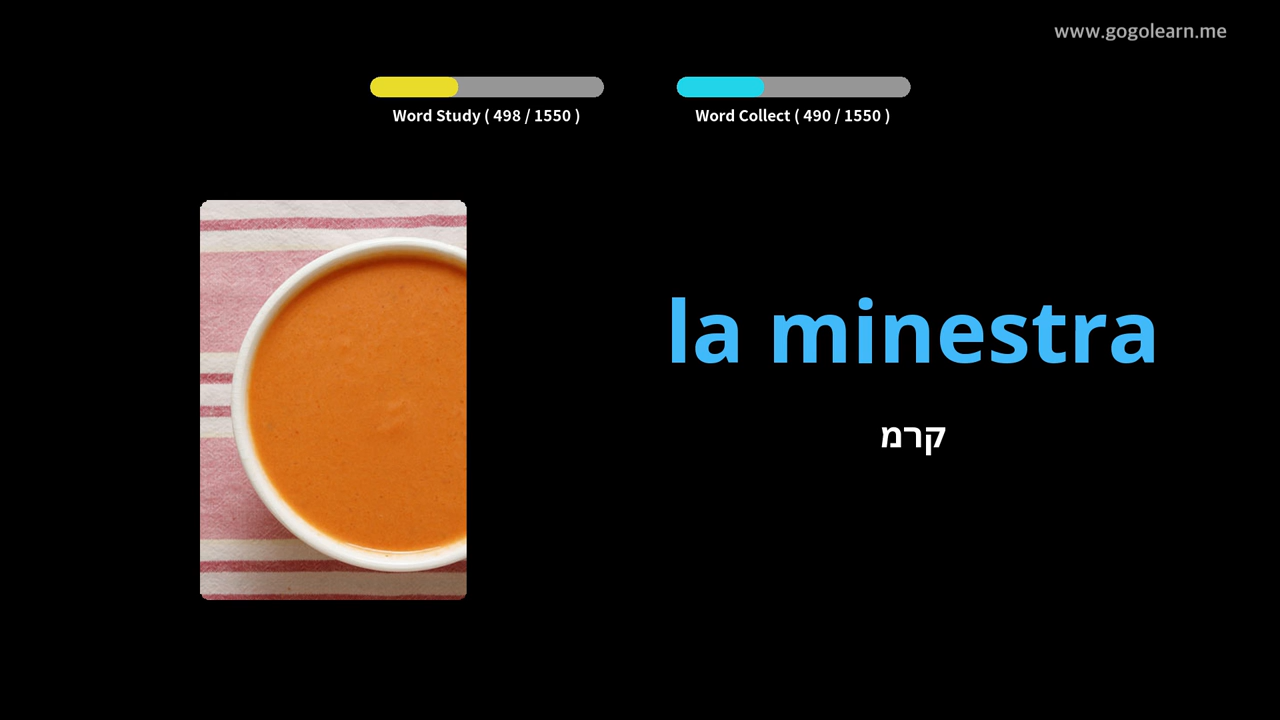 www.gogolearn.me
Word Study ( 498 / 1550 )
Word Collect ( 490 / 1550 )
la minestra
קרמ